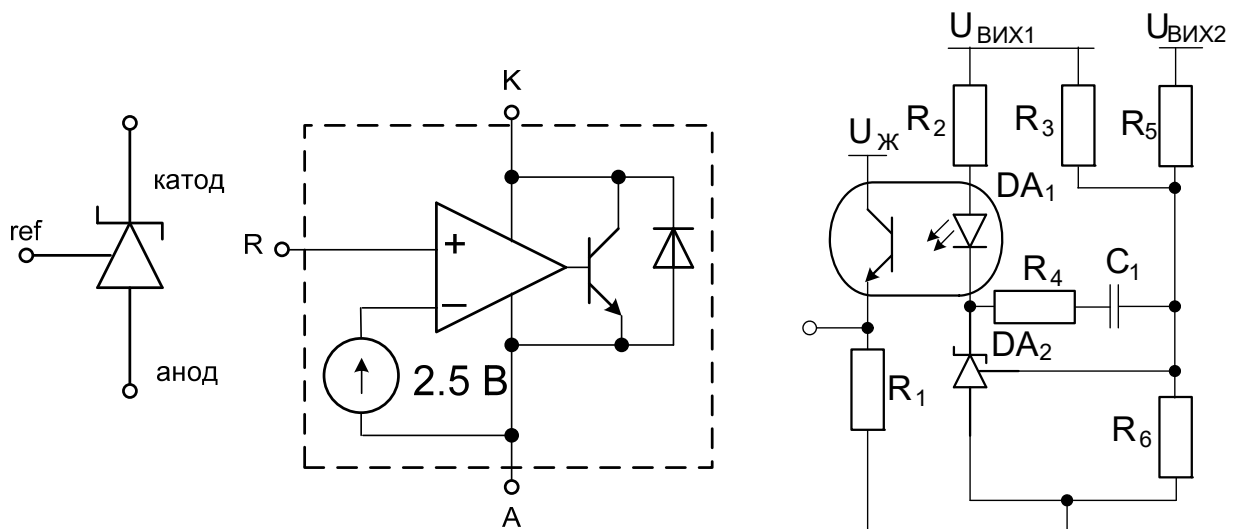 катод
ref
анод
K
R
+
−
2.5 В
A
U ВИХ1
U ВИХ2
R 2
R 3
R 5
U Ж
DA 1
R 4
C 1
DA 2
R 1
R 6